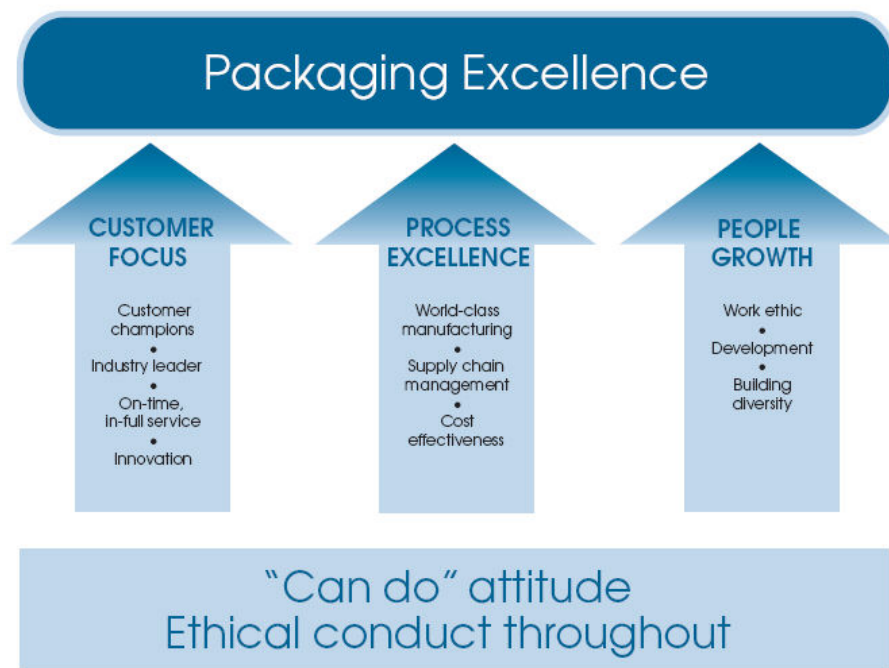 Packaging Excellence
CUSTOMER
FOCUS
Customer
champions
•
Industry leader
•
On-time,
in-full service
•
Innovation
PROCESS
EXCELLENCE
World-class
manufacturing
•
Supply chain
management
•
Cost
effectiveness
PEOPLE
GROWTH
Work ethic
•
Development
•
Building
diversity
“Can do” attitude
Ethical conduct throughout